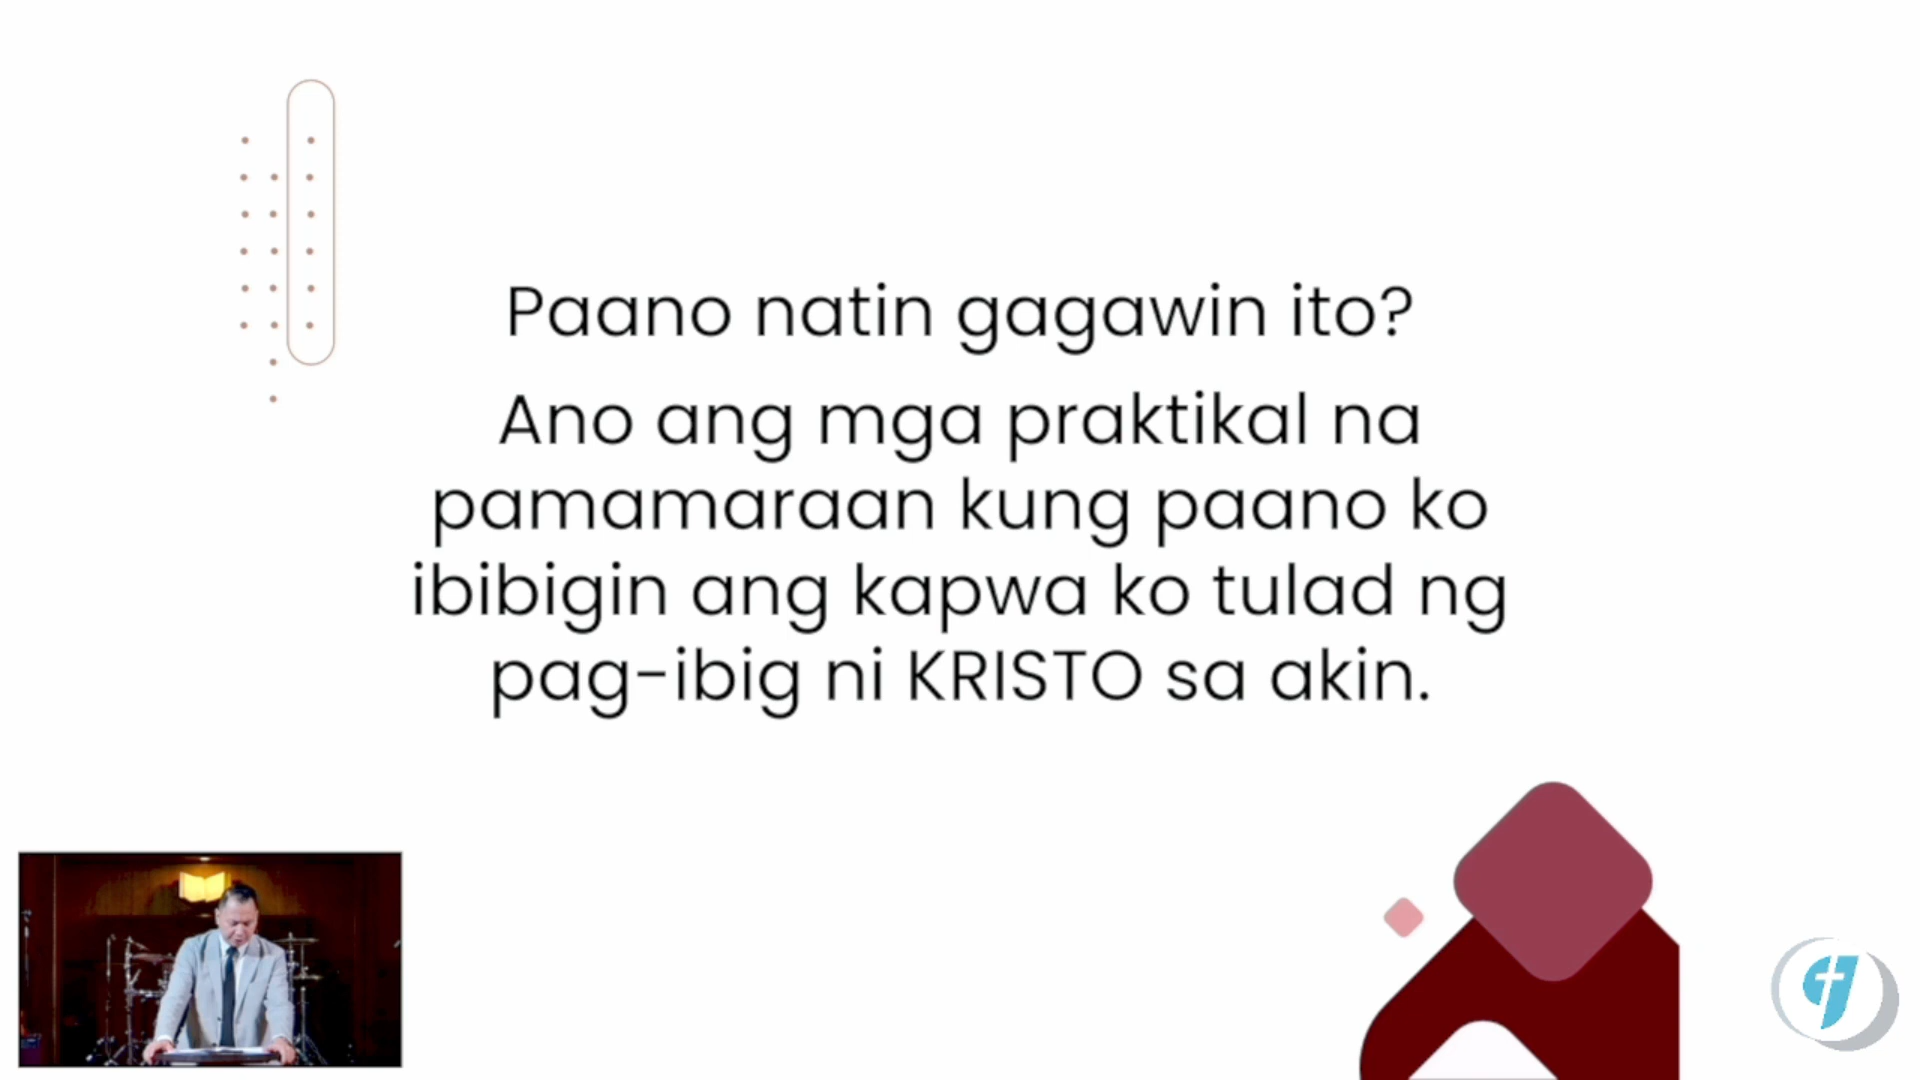 Paano natin gagawin ito?
Ano ang mga praktikal na
pamamaraan kung paano ko
ibibigin ang kapwa ko tulad ng
pag-ibig ni KRISTO sa akin.